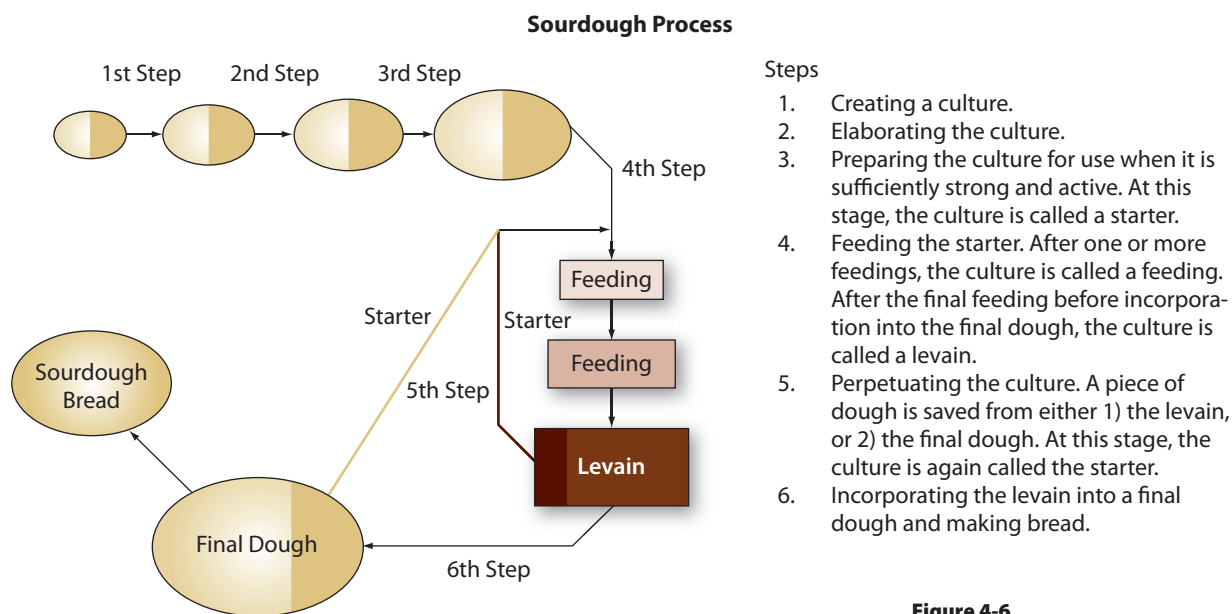 Sourdough Process
1st Step
2nd Step
3rd Step
4th Step
Feeding
Feeding
Levain
Starter
Starter
5th Step
Sourdough
Bread
Final Dough
6th Step
Steps
1. Creating a culture.
2. Elaborating the culture.
3. Preparing the culture for use when it is
sufficiently strong and active. At this
stage, the culture is called a starter.
4. Feeding the starter. After one or more
feedings, the culture is called a feeding.
After the final feeding before incorpora-
tion into the final dough, the culture is
called a levain.
5. Perpetuating the culture. A piece of
dough is saved from either 1) the levain,
or 2) the final dough. At this stage, the
culture is again called the starter.
6. Incorporating the levain into a final
dough and making bread.
Figure 4-6